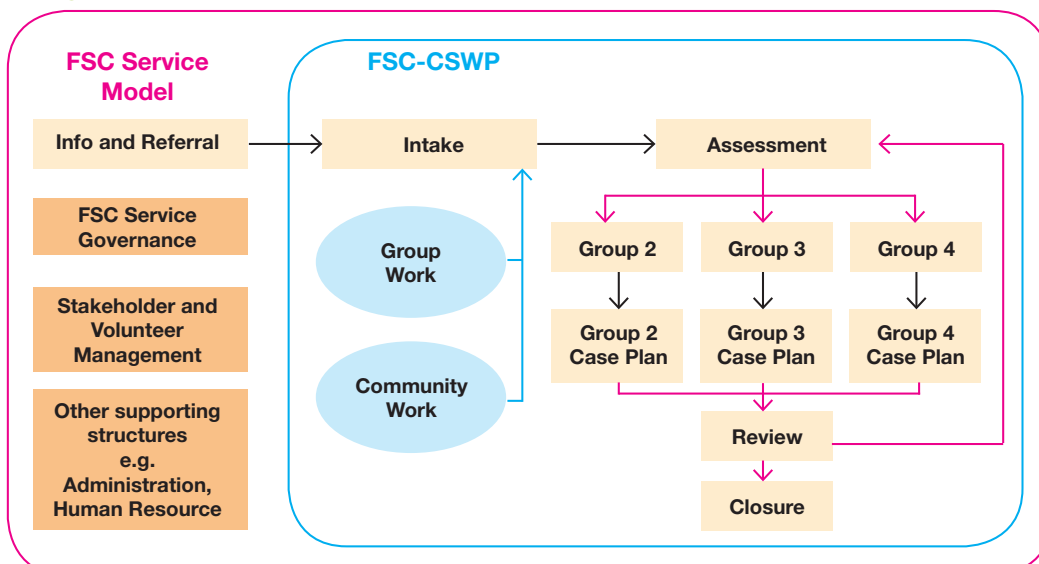 FSC Service
Model
FSC-CSWP
Info and Referral
Intake
Assessment
FSC Service
Governance
Group
Work
Group 2
Group 3
Group 4
Stakeholder and
Volunteer
Management
Group 2
Case Plan
Group 3
Case Plan
Group 4
Case Plan
Community
Work
Other supporting
structures
e.g.
Administration,
Human Resource
Review
Closure